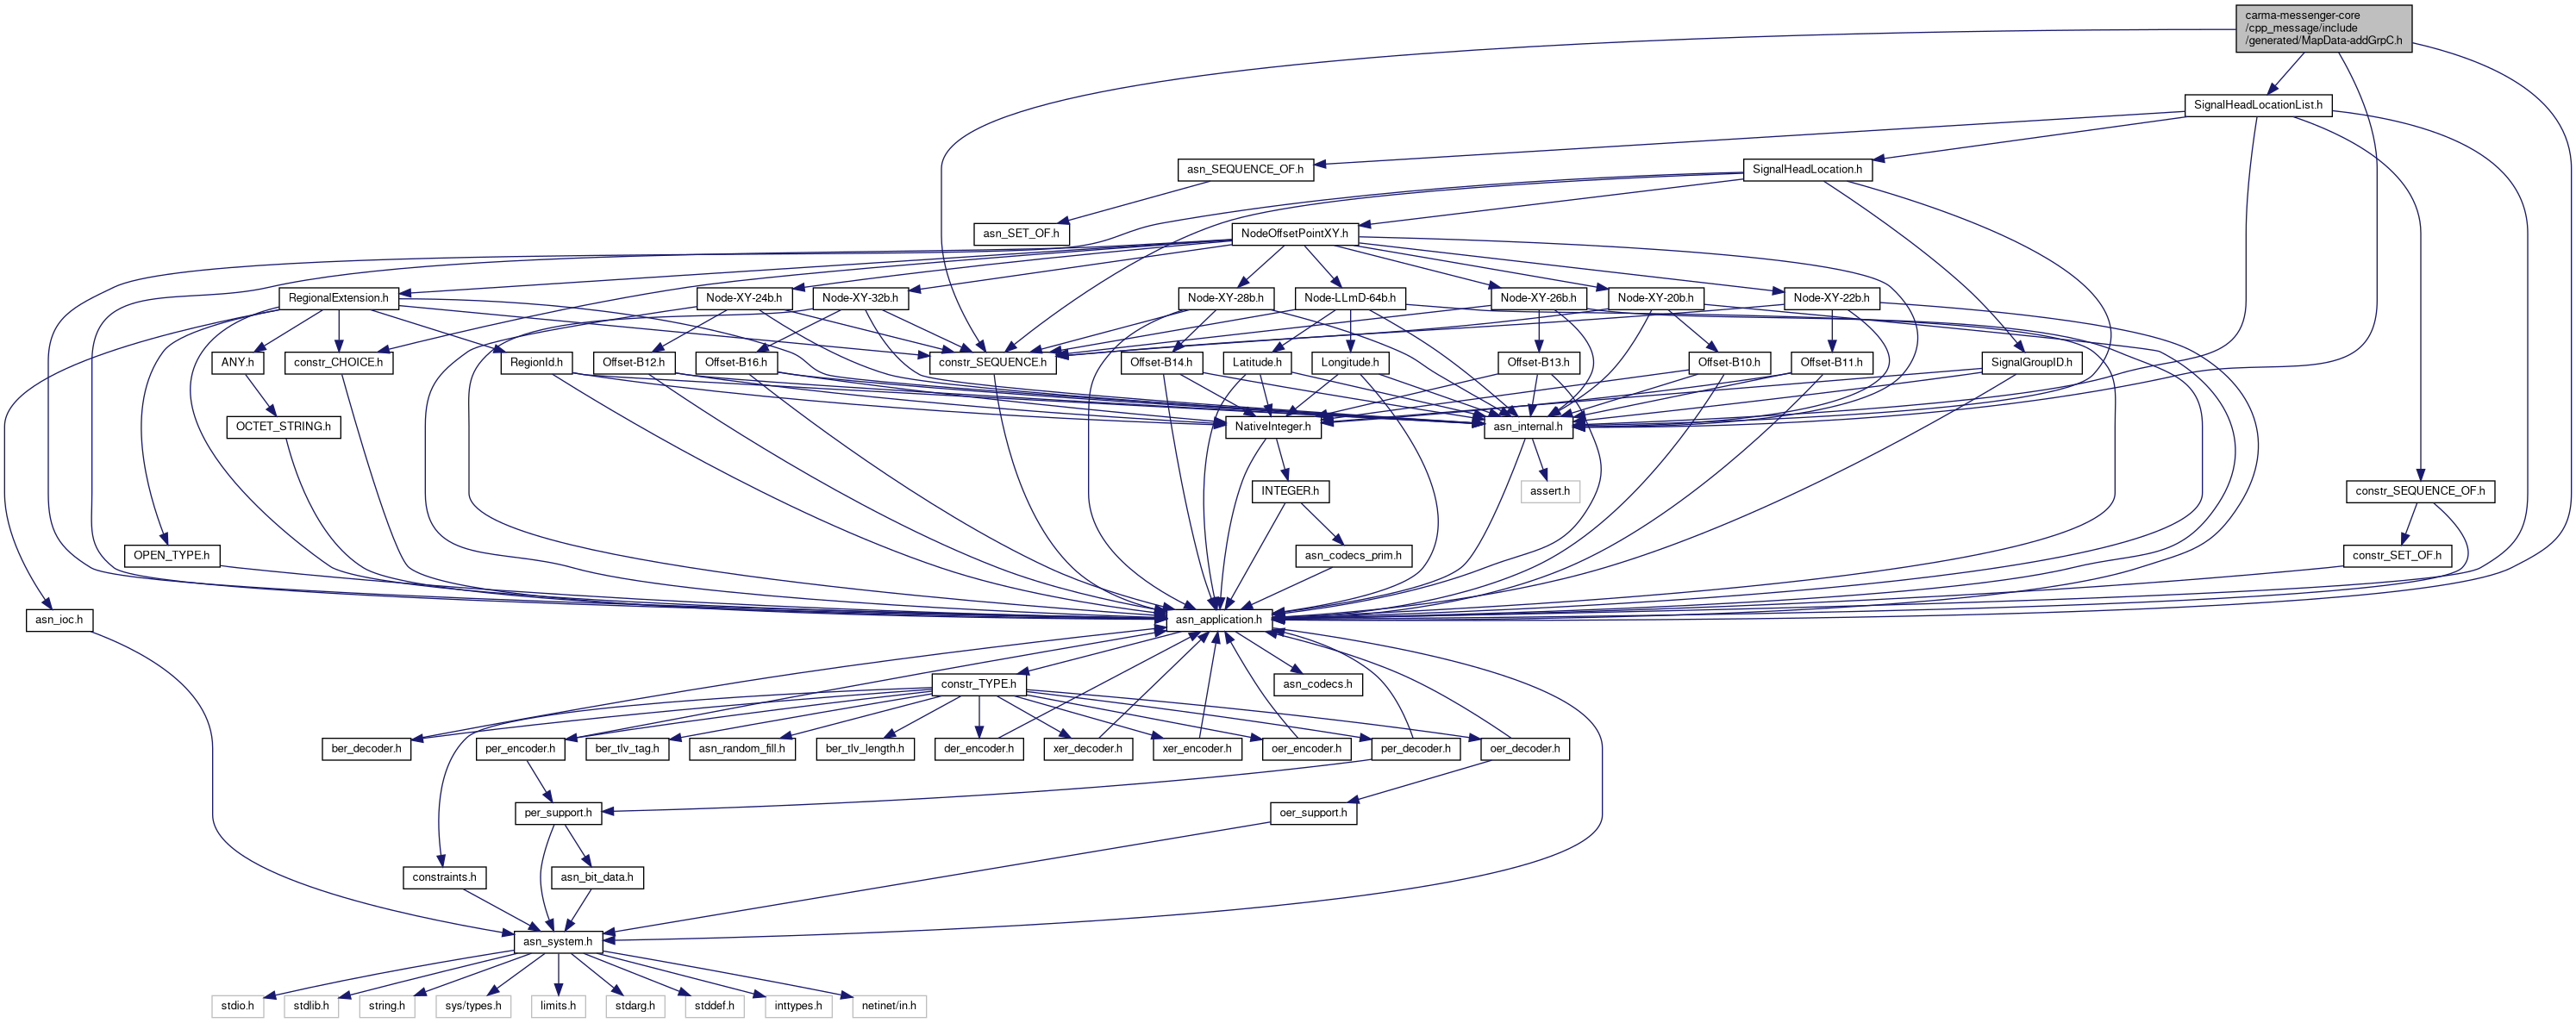 carma-messenger-core
/cpp_message/include
/generated/MapData-addGrpC.h
SignalHeadLocationList.h
asn_SEQUENCE_OF.h
SignalHeadLocation.h
asn_SET_OF.h
NodeOffsetPointXY.h
RegionalExtension.h
Node-XY-24b.h
Node-XY-32b.h
Node-XY-28b.h
Node-LLmD-64b.h
Node-XY-26b.h
Node-XY-20b.h
Node-XY-22b.h
ANY.h
constr_CHOICE.h
RegionId.h
Offset-B12.h
Offset-B16.h
constr_SEQUENCE.h
Offset-B14.h
Latitude.h
Longitude.h
Offset-B13.h
Offset-B10.h
Offset-B11.h
SignalGroupID.h
OCTET_STRING.h
NativeInteger.h
asn_internal.h
INTEGER.h
assert.h
constr_SEQUENCE_OF.h
OPEN_TYPE.h
asn_codecs_prim.h
constr_SET_OF.h
asn_ioc.h
asn_application.h
constr_TYPE.h
asn_codecs.h
ber_decoder.h
per_encoder.h
ber_tlv_tag.h
asn_random_fill.h
ber_tlv_length.h
der_encoder.h
xer_decoder.h
xer_encoder.h
oer_encoder.h
per_decoder.h
oer_decoder.h
per_support.h
oer_support.h
constraints.h
asn_bit_data.h
asn_system.h
stdio.h
stdlib.h
string.h
sys/types.h
limits.h
stdarg.h
stddef.h
inttypes.h
netinet/in.h